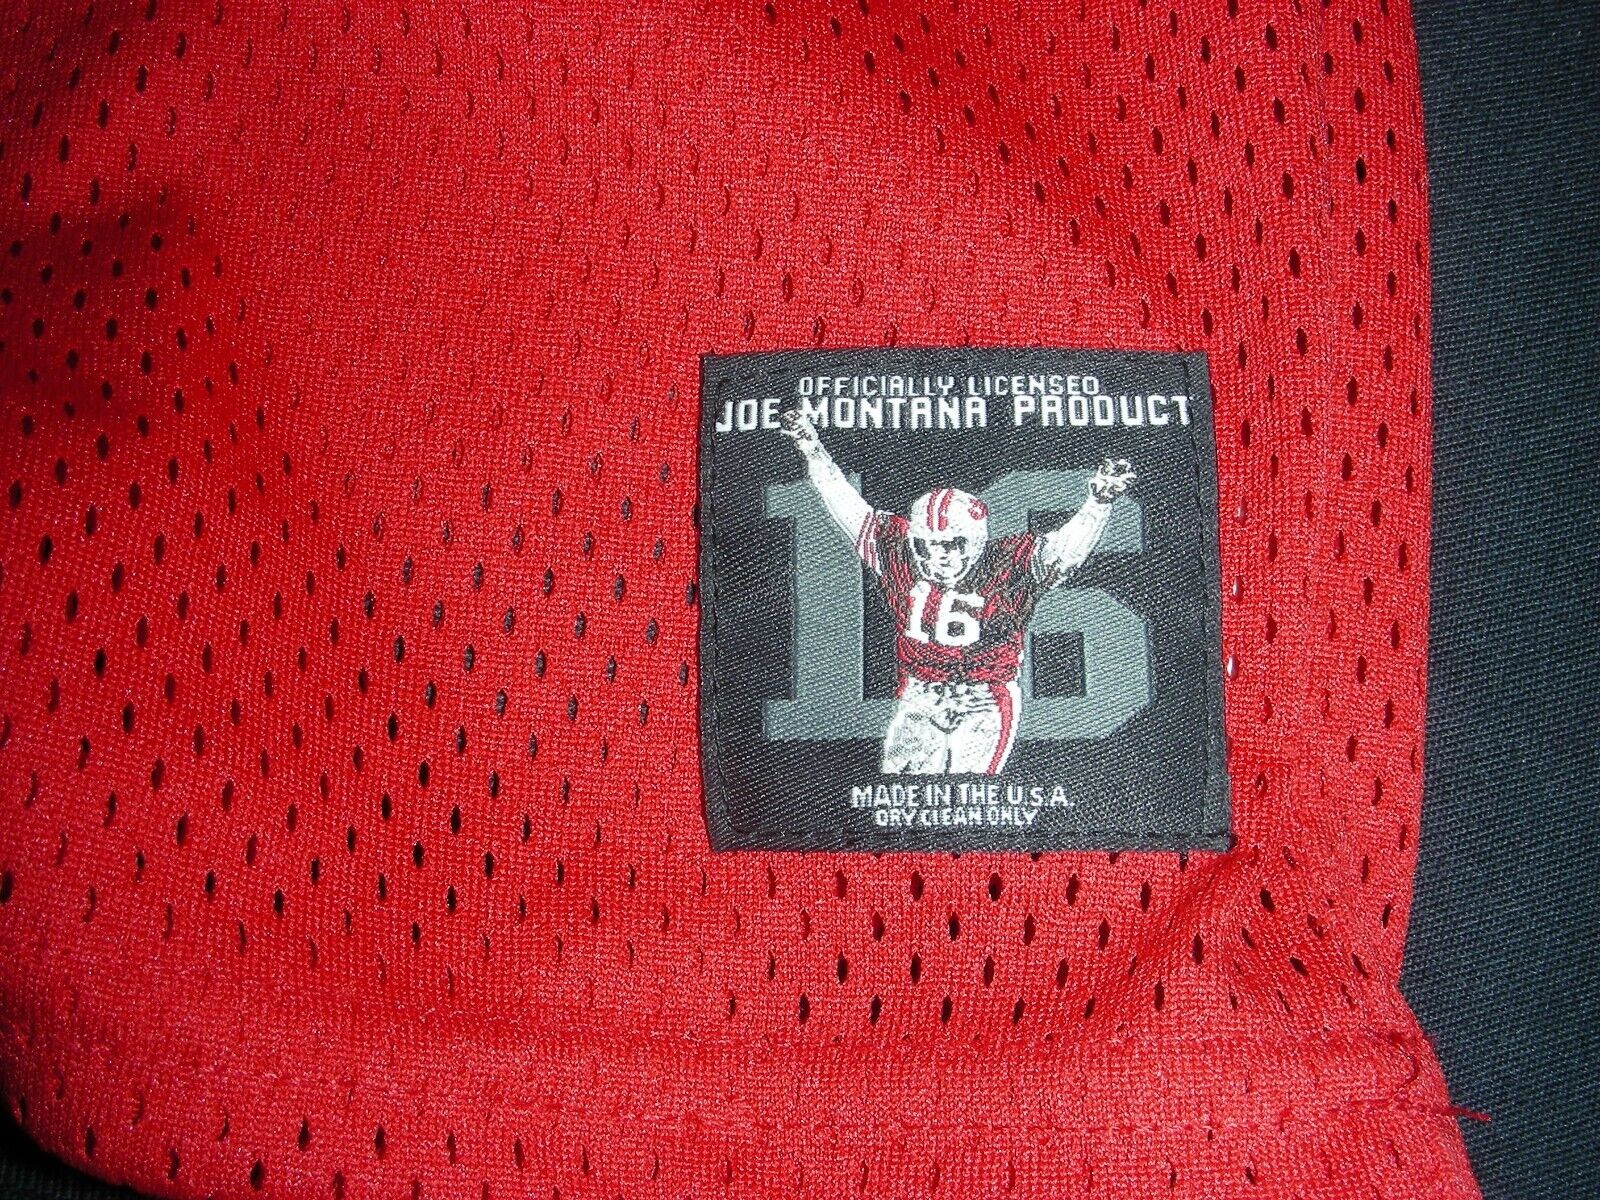 OFFICIALLY LICENSED
JOE MONTANA PRODUCT
16
16
MADE IN THE U.S.A.
DRY CLEAN ONLY